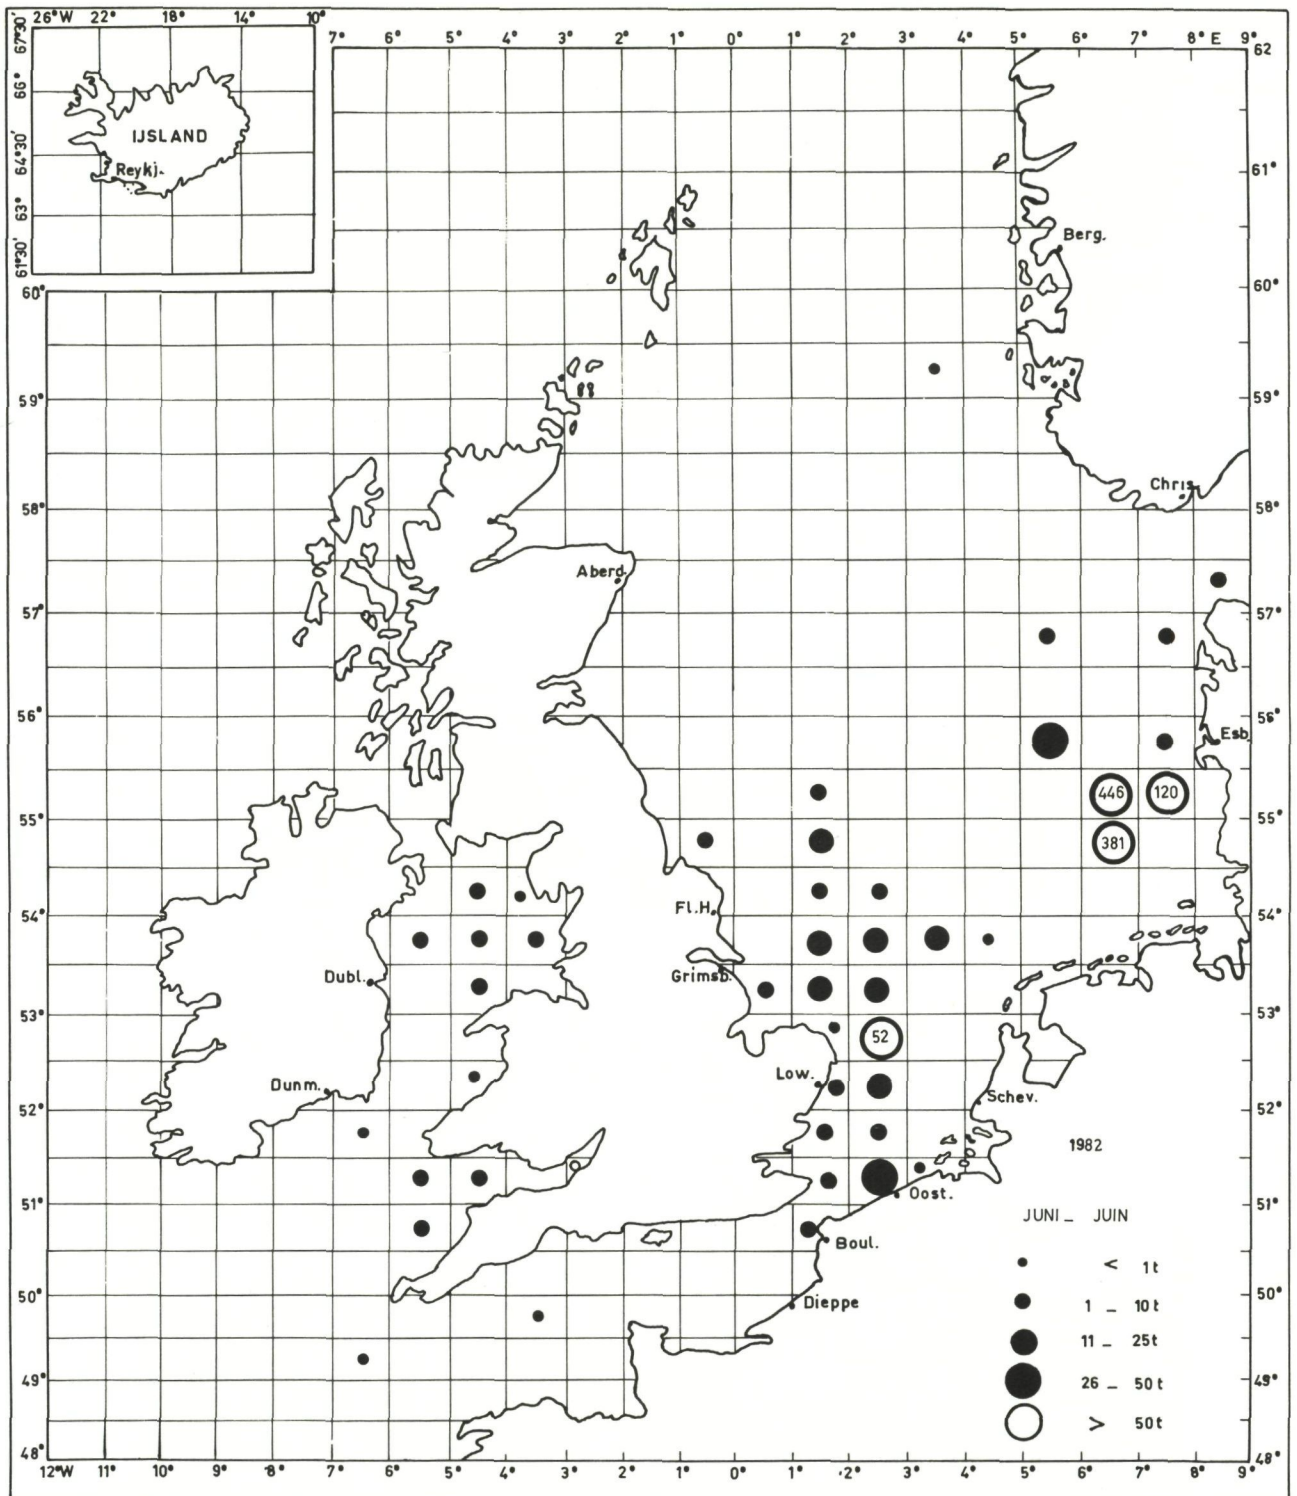 26°W 22° 18° 14° 10°
67°30'
66°
64°30'
63°
61°30'
IJSLAND
Reykj.
7° 6° 5° 4° 3° 2° 1° 0° 1° 2° 3° 4° 5° 6° 7° 8° E 9°
62
61°
60° 60°
59° 59°
58° 58°
57° 57°
56° 56°
55° 55°
54° 54°
53° 53°
52° 52°
51° 51°
50° 50°
49° 49°
48° 48°
Berg.
Chris
Aberd.
Esb
446 120
381
Fl.H.
Dubl.
Grimsb.
52
Low.
Dunm.
Schev.
1982
Oost.
JUNI _ JUIN
Boul.
< 1t
Dieppe
1 _ 10t
11 _ 25t
26 _ 50t
> 50t
12°W 11° 10° 9° 8° 7° 6° 5° 4° 3° 2° 1° 0° 1° 2° 3° 4° 5° 6° 7° 8° 9°